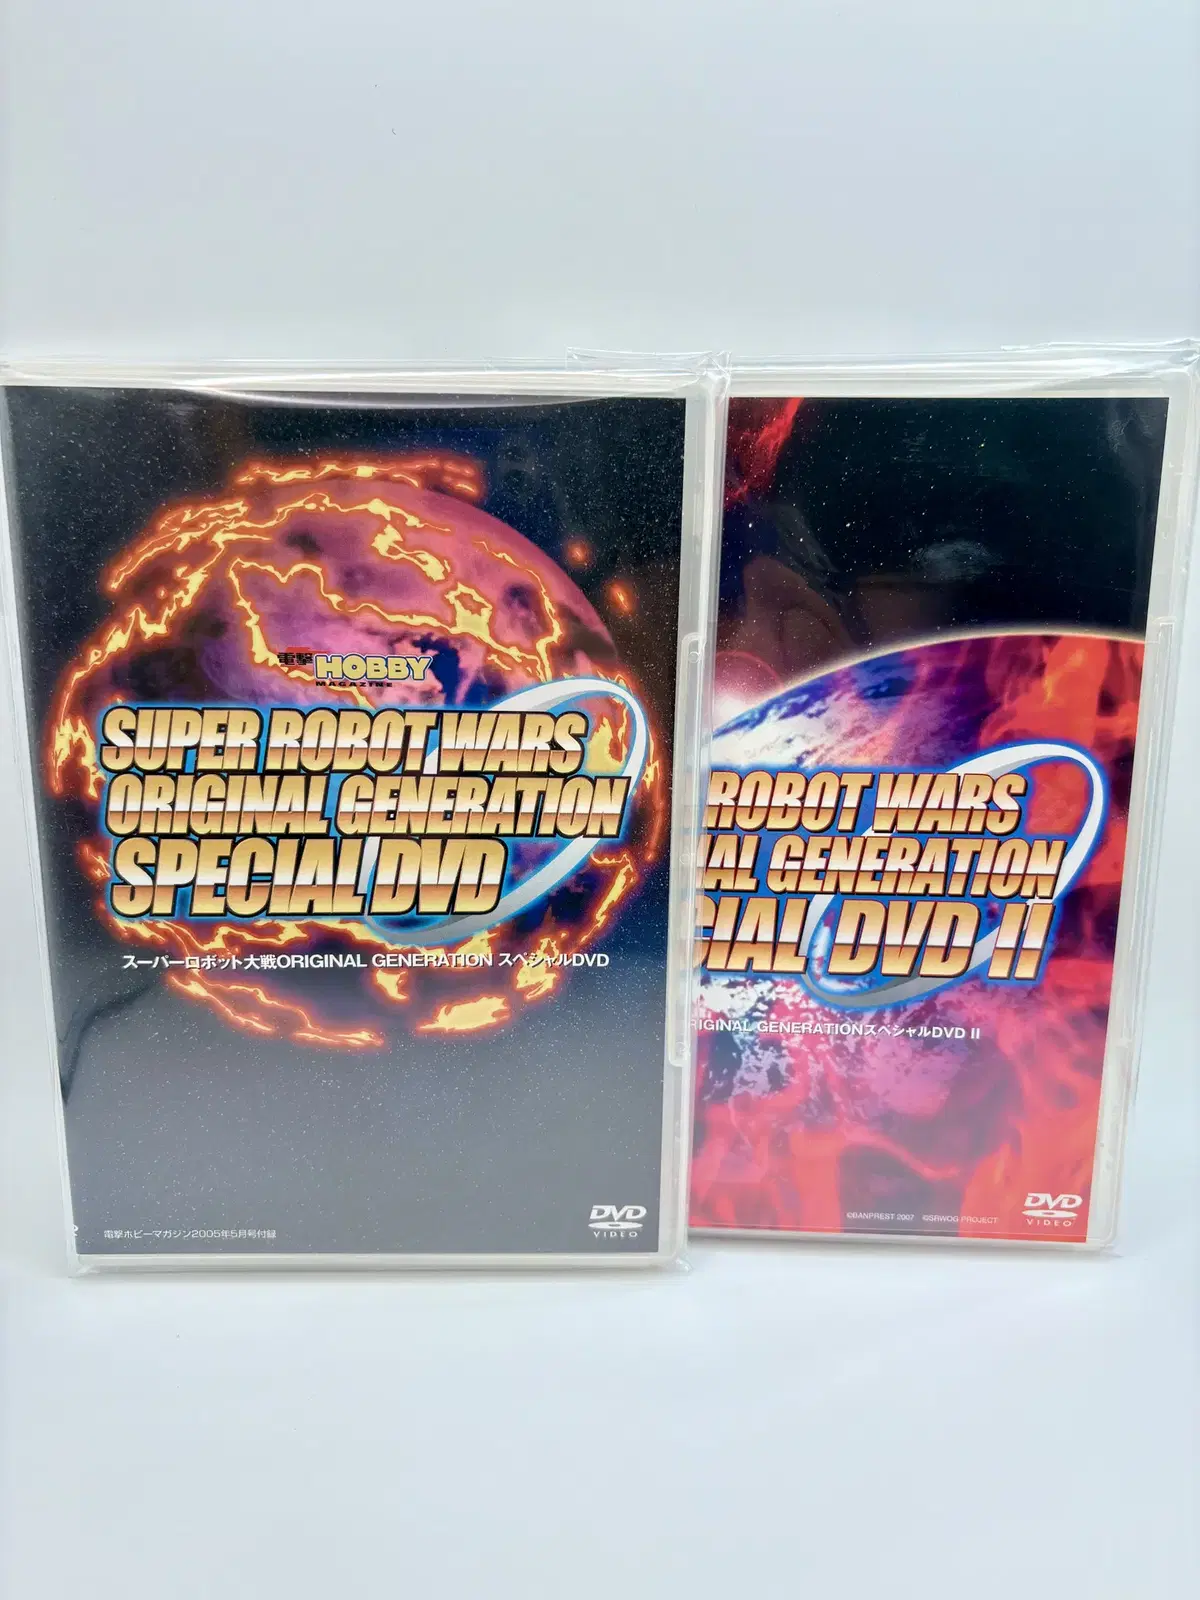 電撃HOBBY
MAGAZINE
SUPER ROBOT WARS
ORIGINAL GENERATION
SPECIAL DVD
スーパーロボット大戦ORIGINAL GENERATION スペシャルDVD
電撃ホビーマガジン2005年5月号付録
DVD
VIDEO
ROBOT WARS
AL GENERATION
CIAL DVD II
RIGINAL GENERATIONスペシャルDVD II
©BANPREST 2007 ©SRWOG PROJECT
DVD
VIDEO